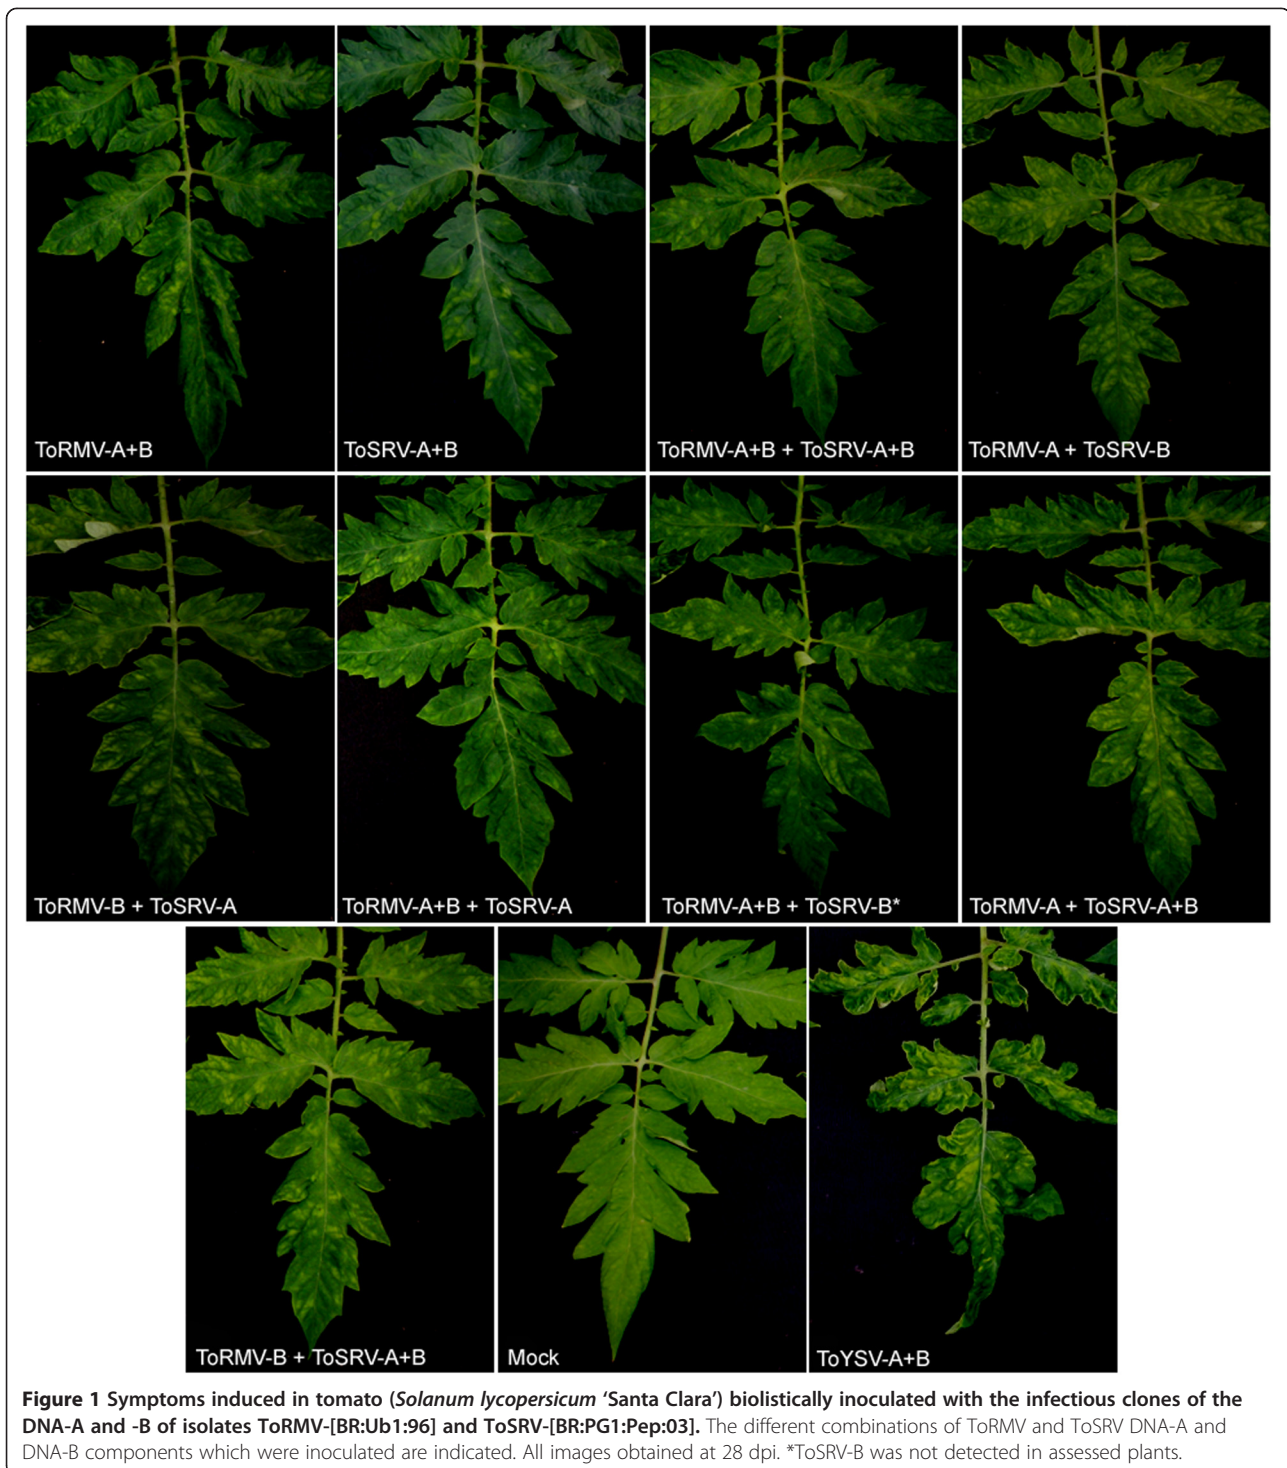 ToRMV-A+B
ToSRV-A+B
ToRMV-A+B + ToSRV-A+B
ToRMV-A + ToSRV-B
ToRMV-B + ToSRV-A
ToRMV-A+B + ToSRV-A
ToRMV-A+B + ToSRV-B*
ToRMV-A + ToSRV-A+B
ToRMV-B + ToSRV-A+B
Mock
ToYSV-A+B
Figure 1 Symptoms induced in tomato (Solanum lycopersicum ‘Santa Clara’) biolistically inoculated with the infectious clones of the
DNA-A and -B of isolates ToRMV-[BR:Ub1:96] and ToSRV-[BR:PG1:Pep:03]. The different combinations of ToRMV and ToSRV DNA-A and
DNA-B components which were inoculated are indicated. All images obtained at 28 dpi. *ToSRV-B was not detected in assessed plants.